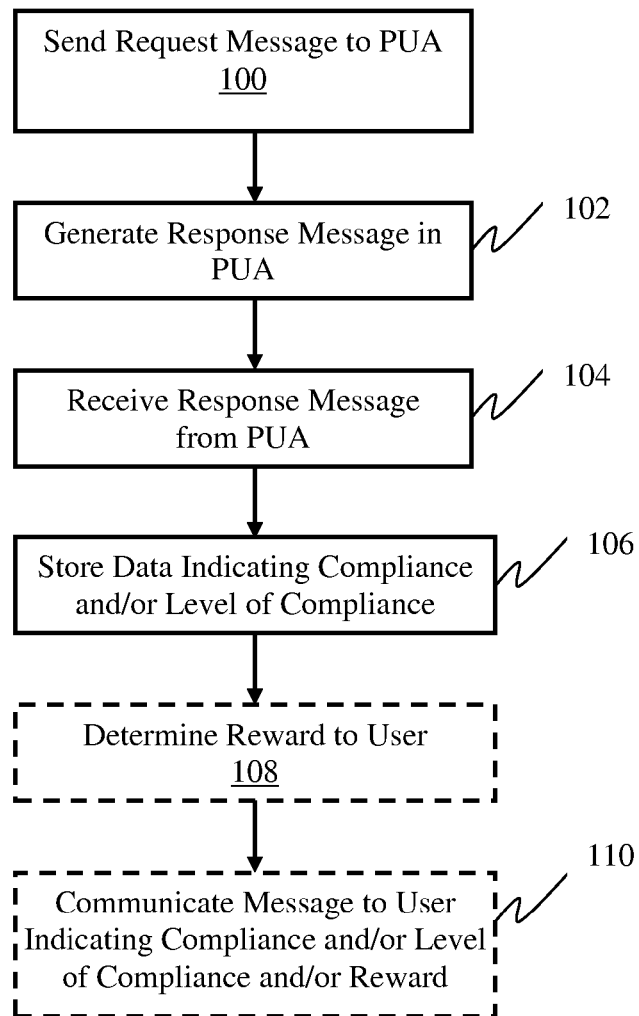 Send Request Message to PUA
100
102
Generate Response Message in
PUA
104
Receive Response Message
from PUA
106
Store Data Indicating Compliance
and/or Level of Compliance
Determine Reward to User
108
110
Communicate Message to User
Indicating Compliance and/or Level
of Compliance and/or Reward